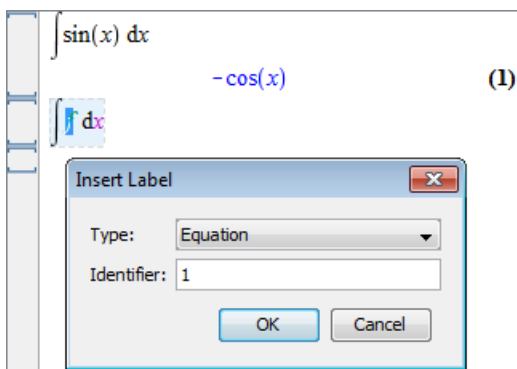 ∫sin(x) dx
−cos(x) (1)
∫f dx
Insert Label
Type: Equation
Identifier: 1
OK Cancel